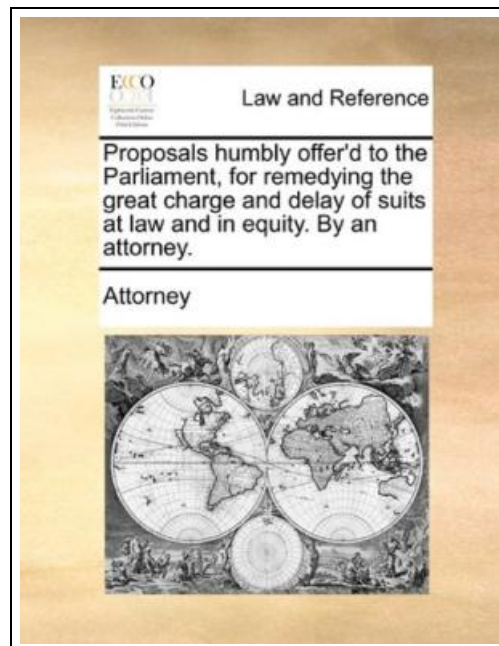 ECCO
Law and Reference
Proposals humbly offer'd to the
Parliament, for remedying the
great charge and delay of suits
at law and in equity. By an
attorney.
Attorney